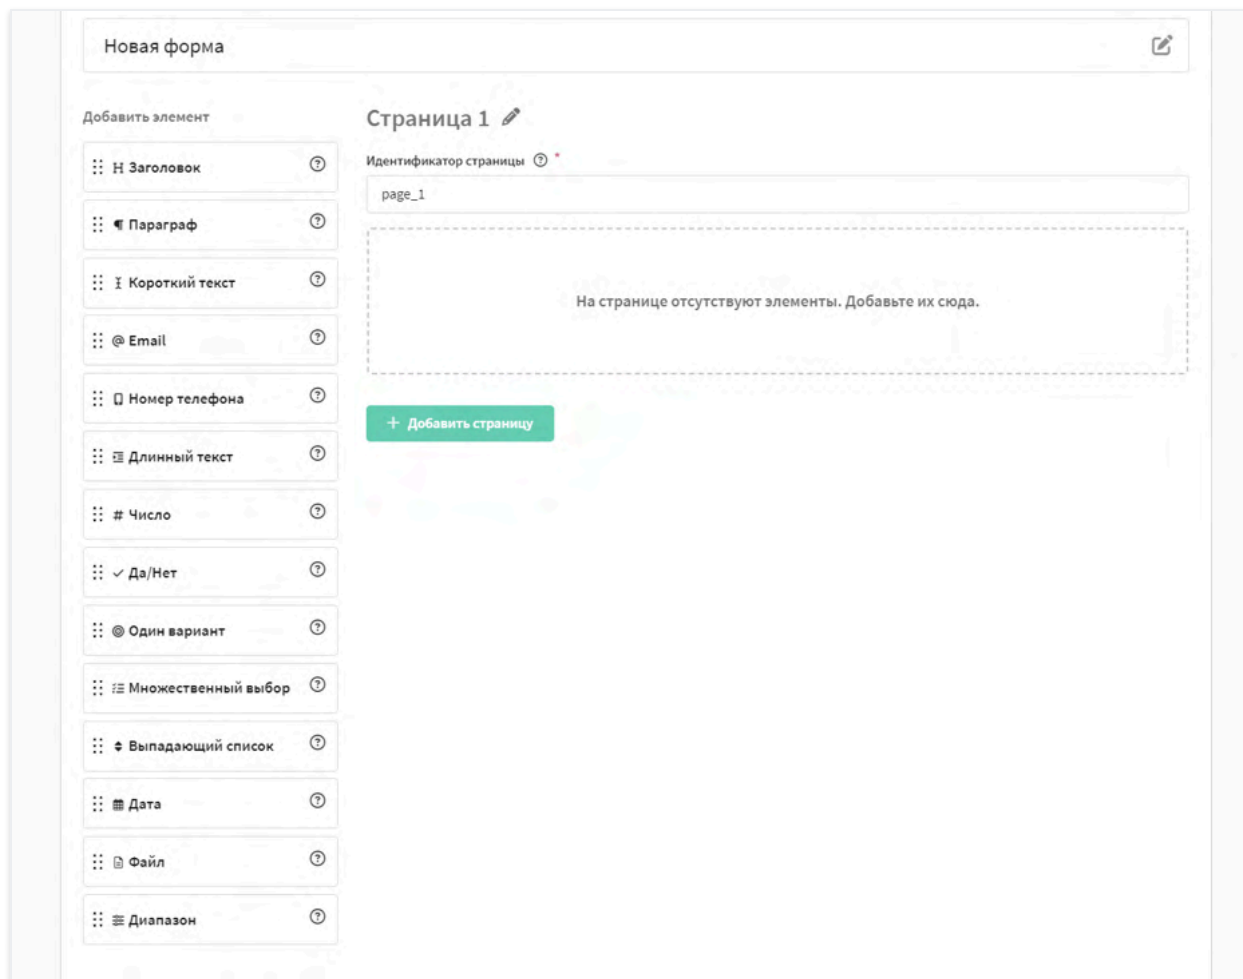 Новая форма
Добавить элемент
Заголовок
Параграф
Короткий текст
@ Email
Номер телефона
Длинный текст
# Число
Да/Нет
Один вариант
Множественный выбор
Выпадающий список
Дата
Файл
Диапазон
Страница 1
Идентификатор страницы *
page_1
На странице отсутствуют элементы. Добавьте их сюда.
+ Добавить страницу